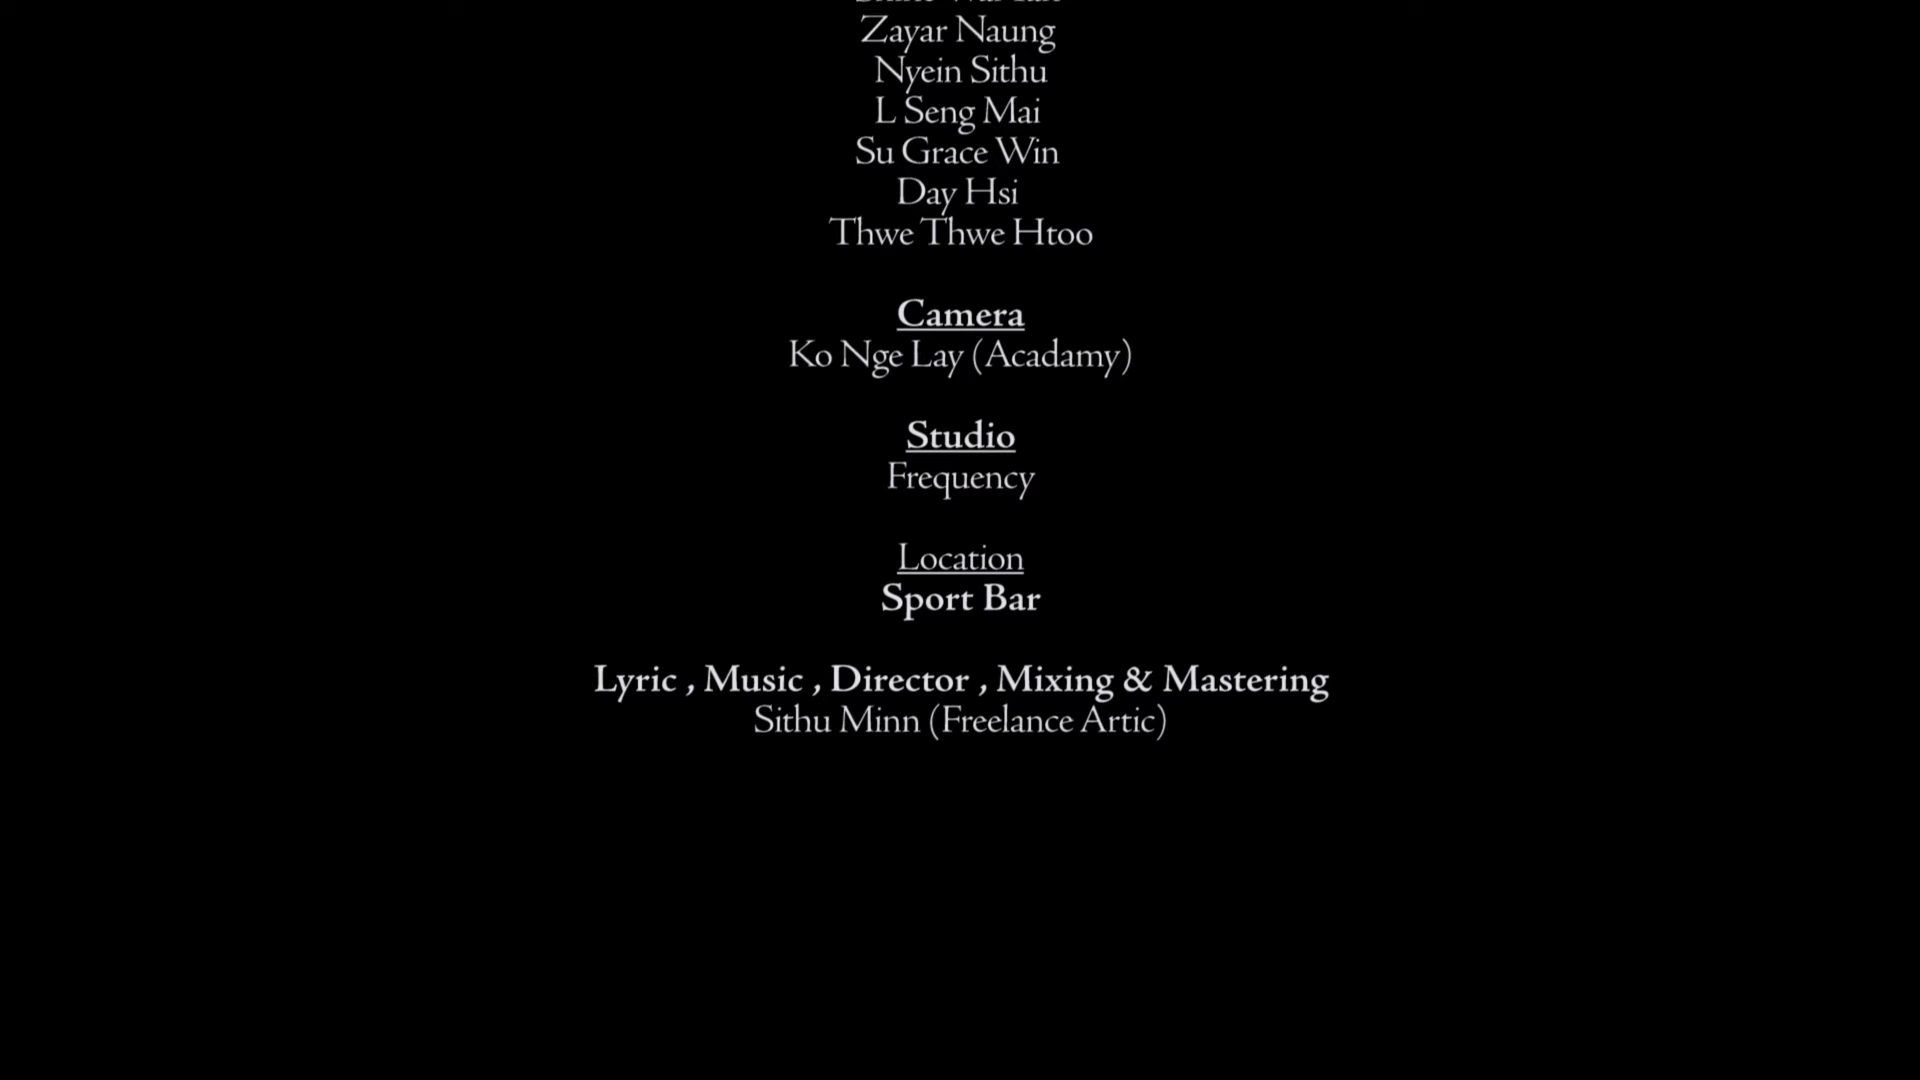 Zayar Naung
Nyein Sithu
L Seng Mai
Su Grace Win
Day Hsi
Thwe Thwe Htoo
Camera
Ko Nge Lay (Acadamy)
Studio
Frequency
Location
Sport Bar
Lyric , Music , Director , Mixing & Mastering
Sithu Minn (Freelance Artic)